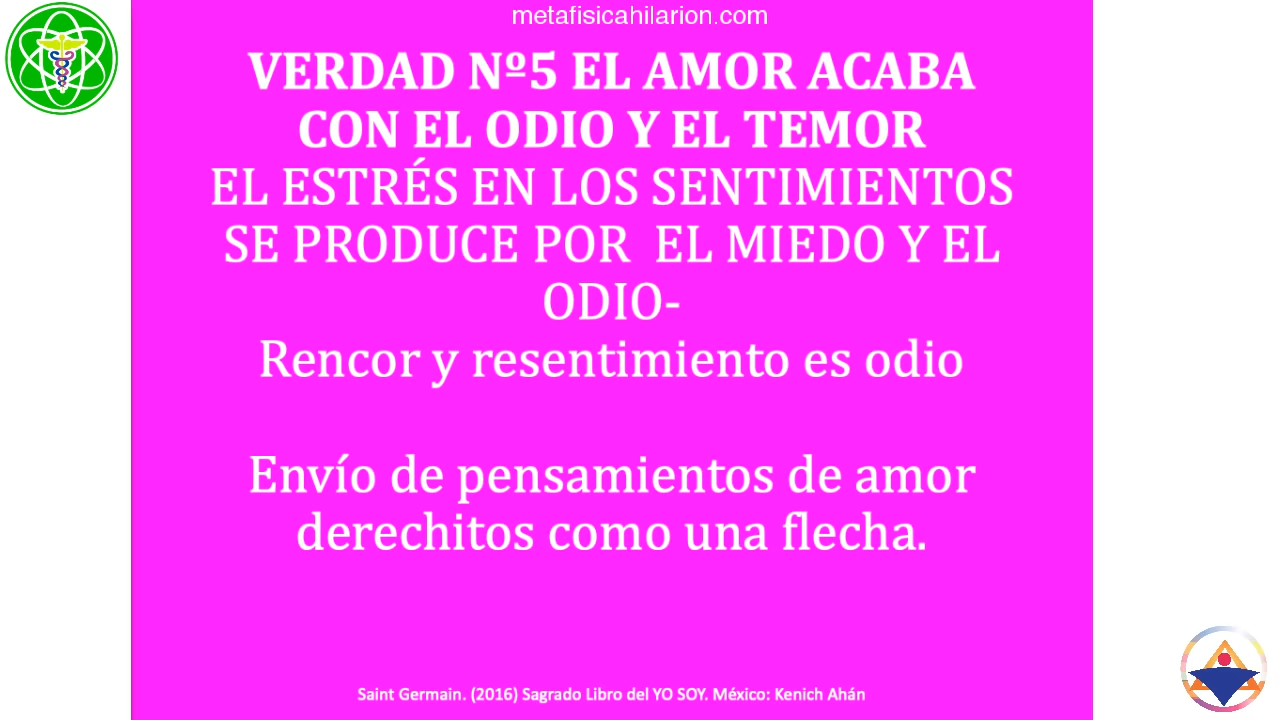 metafisicahilarion.com
VERDAD Nº5 EL AMOR ACABA
CON EL ODIO Y EL TEMOR
EL ESTRÉS EN LOS SENTIMIENTOS
SE PRODUCE POR  EL MIEDO Y EL
ODIO-
Rencor y resentimiento es odio
Envío de pensamientos de amor
derechitos como una flecha.
Saint Germain. (2016) Sagrado Libro del YO SOY. México: Kenich Ahán